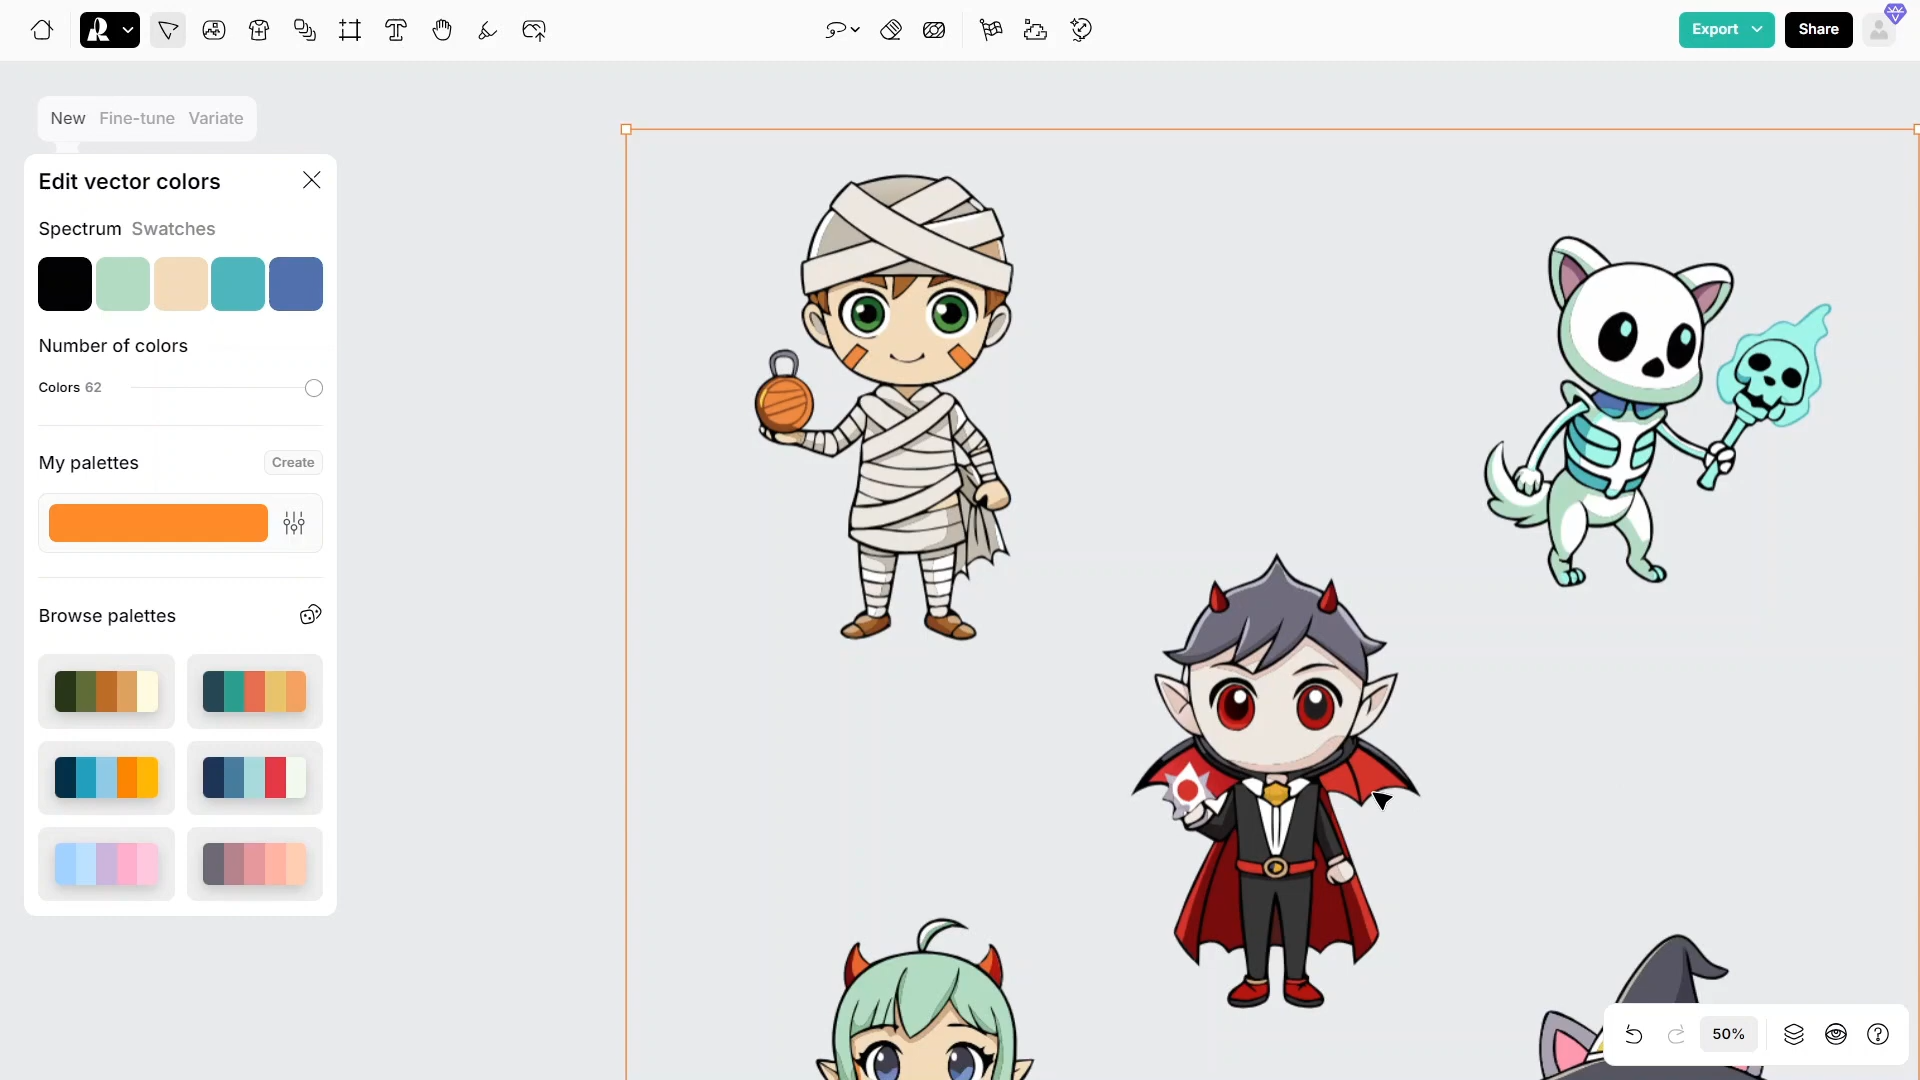 Export
Share
New Fine-tune Variate
Edit vector colors
Spectrum Swatches
Number of colors
Colors 62
My palettes
Create
Browse palettes
50%